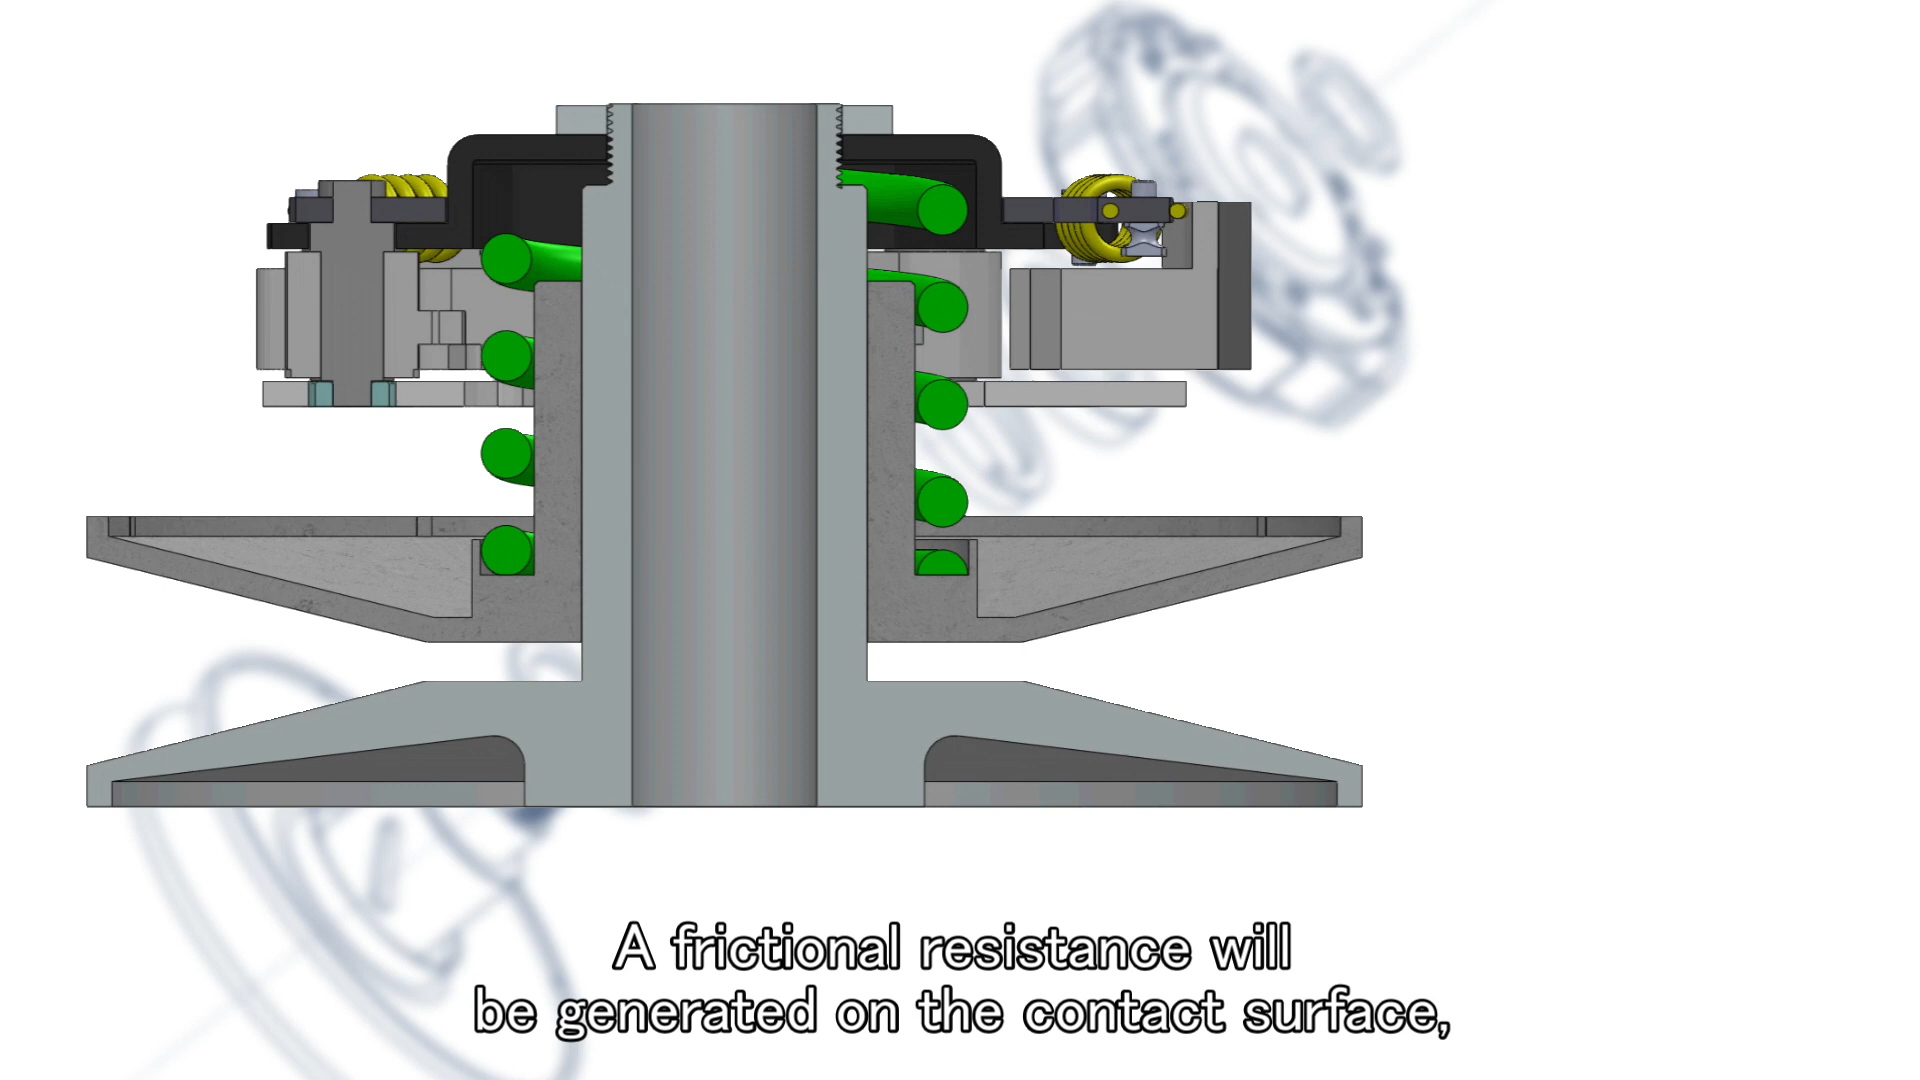 A frictional resistance will
be generated on the contact surface,